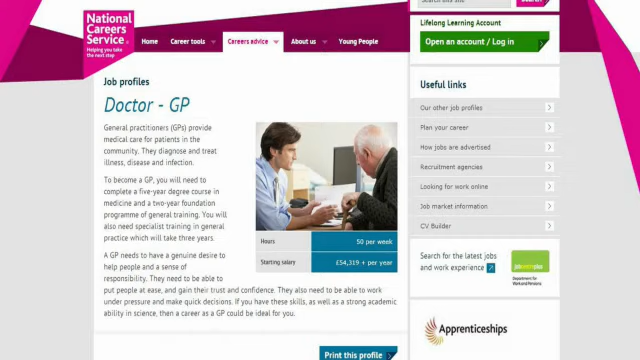 National
Careers
Service
Helping you take
the next step
Home
Career tools
Careers advice
About us
Young People
Lifelong Learning Account
Open an account / Log in
Job profiles
Doctor - GP
General practitioners (GPs) provide
medical care for patients in the
community. They diagnose and treat
illness, disease and infection.
To become a GP, you will need to
complete a five-year degree course in
medicine and a two-year foundation
programme of general training. You will
also need specialist training in general
practice which will take three years.
A GP needs to have a genuine desire to
help people and a sense of
responsibility. They need to be able to
put people at ease, and gain their trust and confidence. They also need to be able to work
under pressure and make quick decisions. If you have these skills, as well as a strong academic
ability in science, then a career as a GP could be ideal for you.
Hours 50 per week
Starting salary £54,319 + per year
Print this profile
Useful links
Our other job profiles
Plan your career
How jobs are advertised
Recruitment agencies
Looking for work online
Job market information
CV Builder
Search for the latest jobs
and work experience
jobcentreplus
Department for
Work and Pensions
Apprenticeships